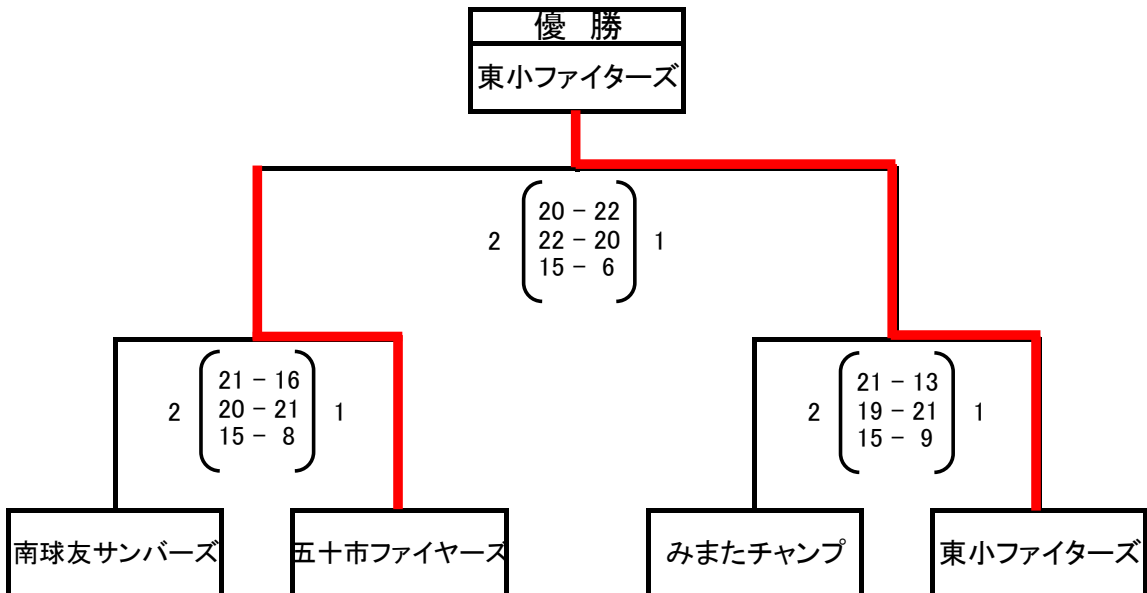 優 勝
東小ファイターズ
20 − 22
2 22 − 20 1
15 − 6
21 − 16
2 20 − 21 1
15 − 8
21 − 13
2 19 − 21 1
15 − 9
南球友サンバーズ
五十市ファイヤーズ
みまたチャンプ
東小ファイターズ